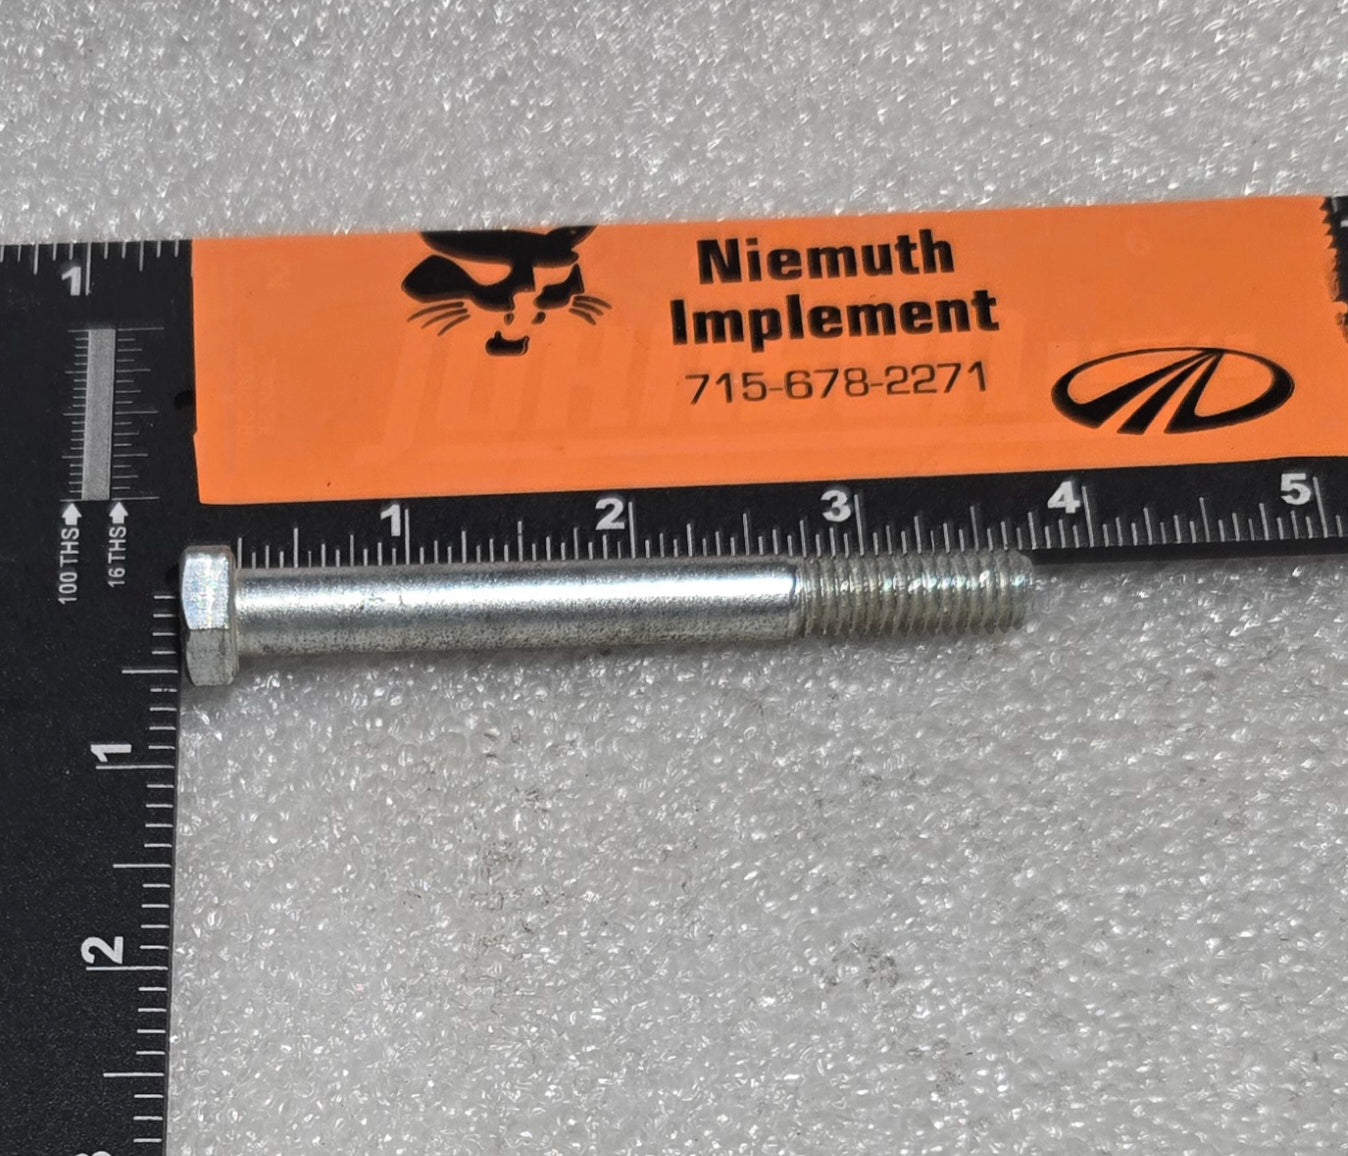 1
Niemuth
Implement
715-678-2271
1 2 3 4 5
100 THS
16 THS
1
2